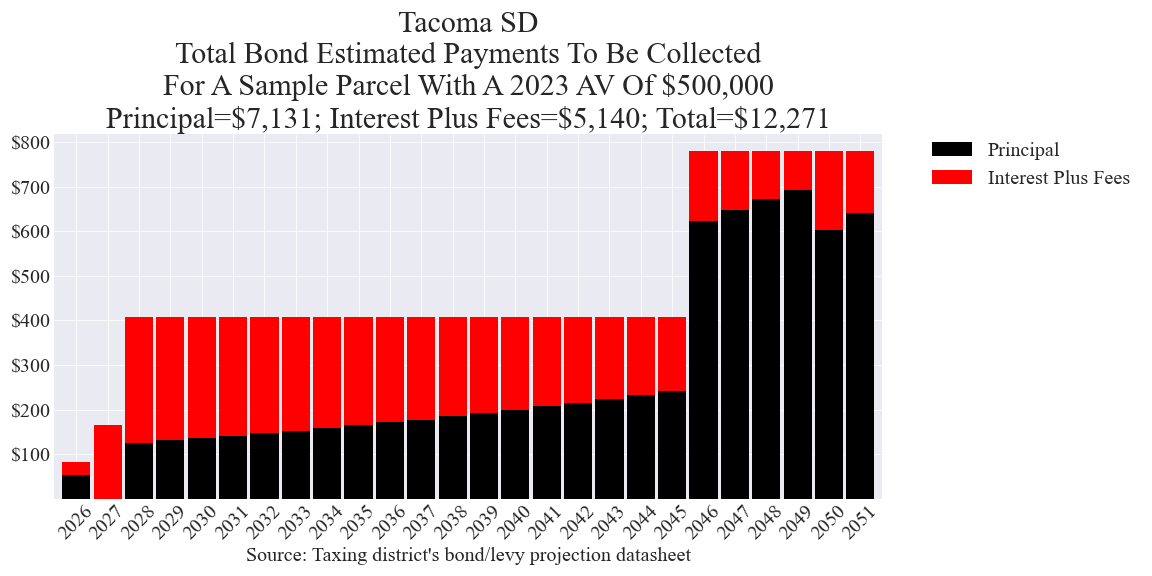 Tacoma SD
Total Bond Estimated Payments To Be Collected
For A Sample Parcel With A 2023 AV Of $500,000
Principal=$7,131; Interest Plus Fees=$5,140; Total=$12,271
$800
$700
$600
$500
$400
$300
$200
$100
Principal
Interest Plus Fees
2026 2027 2028 2029 2030 2031 2032 2033 2034 2035 2036 2037 2038 2039 2040 2041 2042 2043 2044 2045 2046 2047 2048 2049 2050 2051
Source: Taxing district's bond/levy projection datasheet